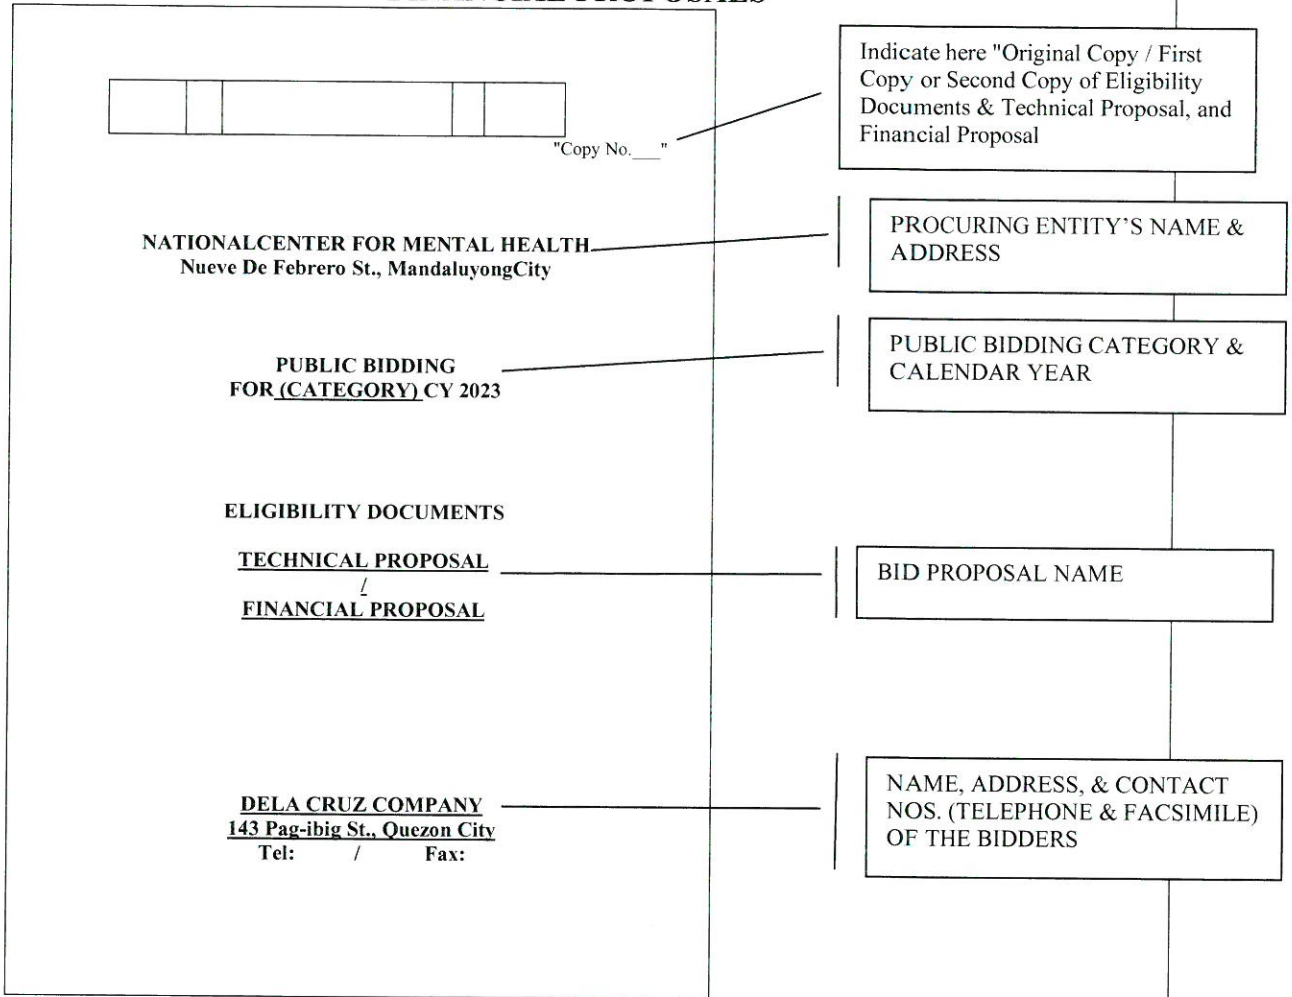 FINANCIAL PROPOSALS
Indicate here "Original Copy / First
Copy or Second Copy of Eligibility
Documents & Technical Proposal, and
Financial Proposal
"Copy No.___"
PROCURING ENTITY'S NAME &
ADDRESS
NATIONALCENTER FOR MENTAL HEALTH
Nueve De Febrero St., MandaluyongCity
PUBLIC BIDDING CATEGORY &
CALENDAR YEAR
PUBLIC BIDDING
FOR (CATEGORY) CY 2023
ELIGIBILITY DOCUMENTS
TECHNICAL PROPOSAL
/
FINANCIAL PROPOSAL
BID PROPOSAL NAME
NAME, ADDRESS, & CONTACT
NOS. (TELEPHONE & FACSIMILE)
OF THE BIDDERS
DELA CRUZ COMPANY
143 Pag-ibig St., Quezon City
Tel: / Fax: